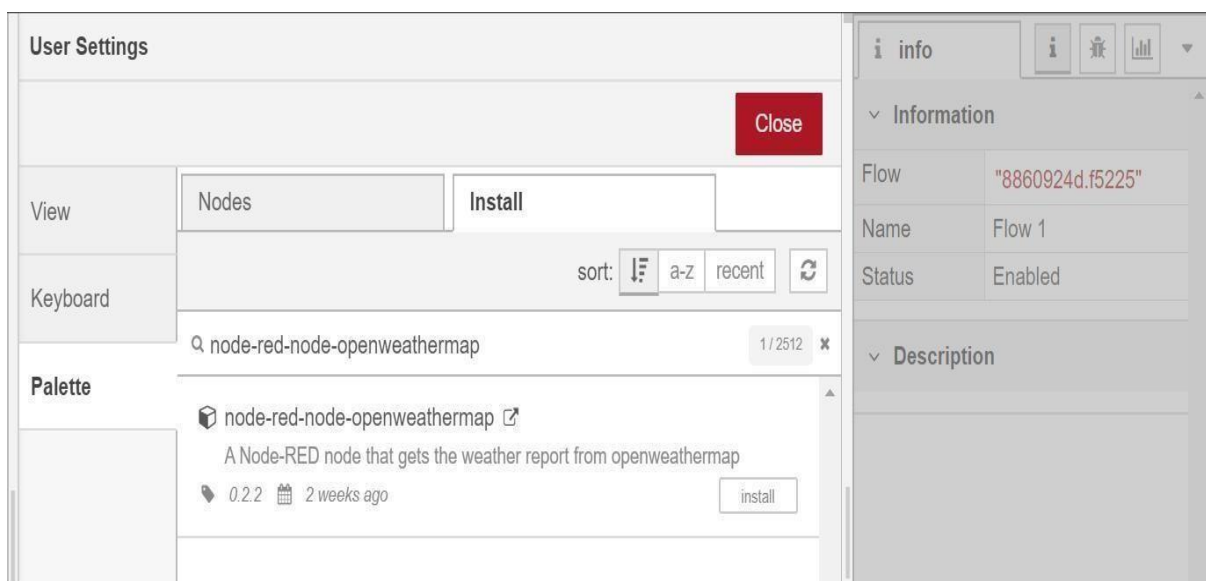 User Settings
Close
View
Keyboard
Palette
Nodes
Install
sort: a-z recent
node-red-node-openweathermap 1 / 2512 ×
node-red-node-openweathermap
A Node-RED node that gets the weather report from openweathermap
0.2.2 2 weeks ago
install
i info i
Information
Flow "8860924d.f5225"
Name Flow 1
Status Enabled
Description